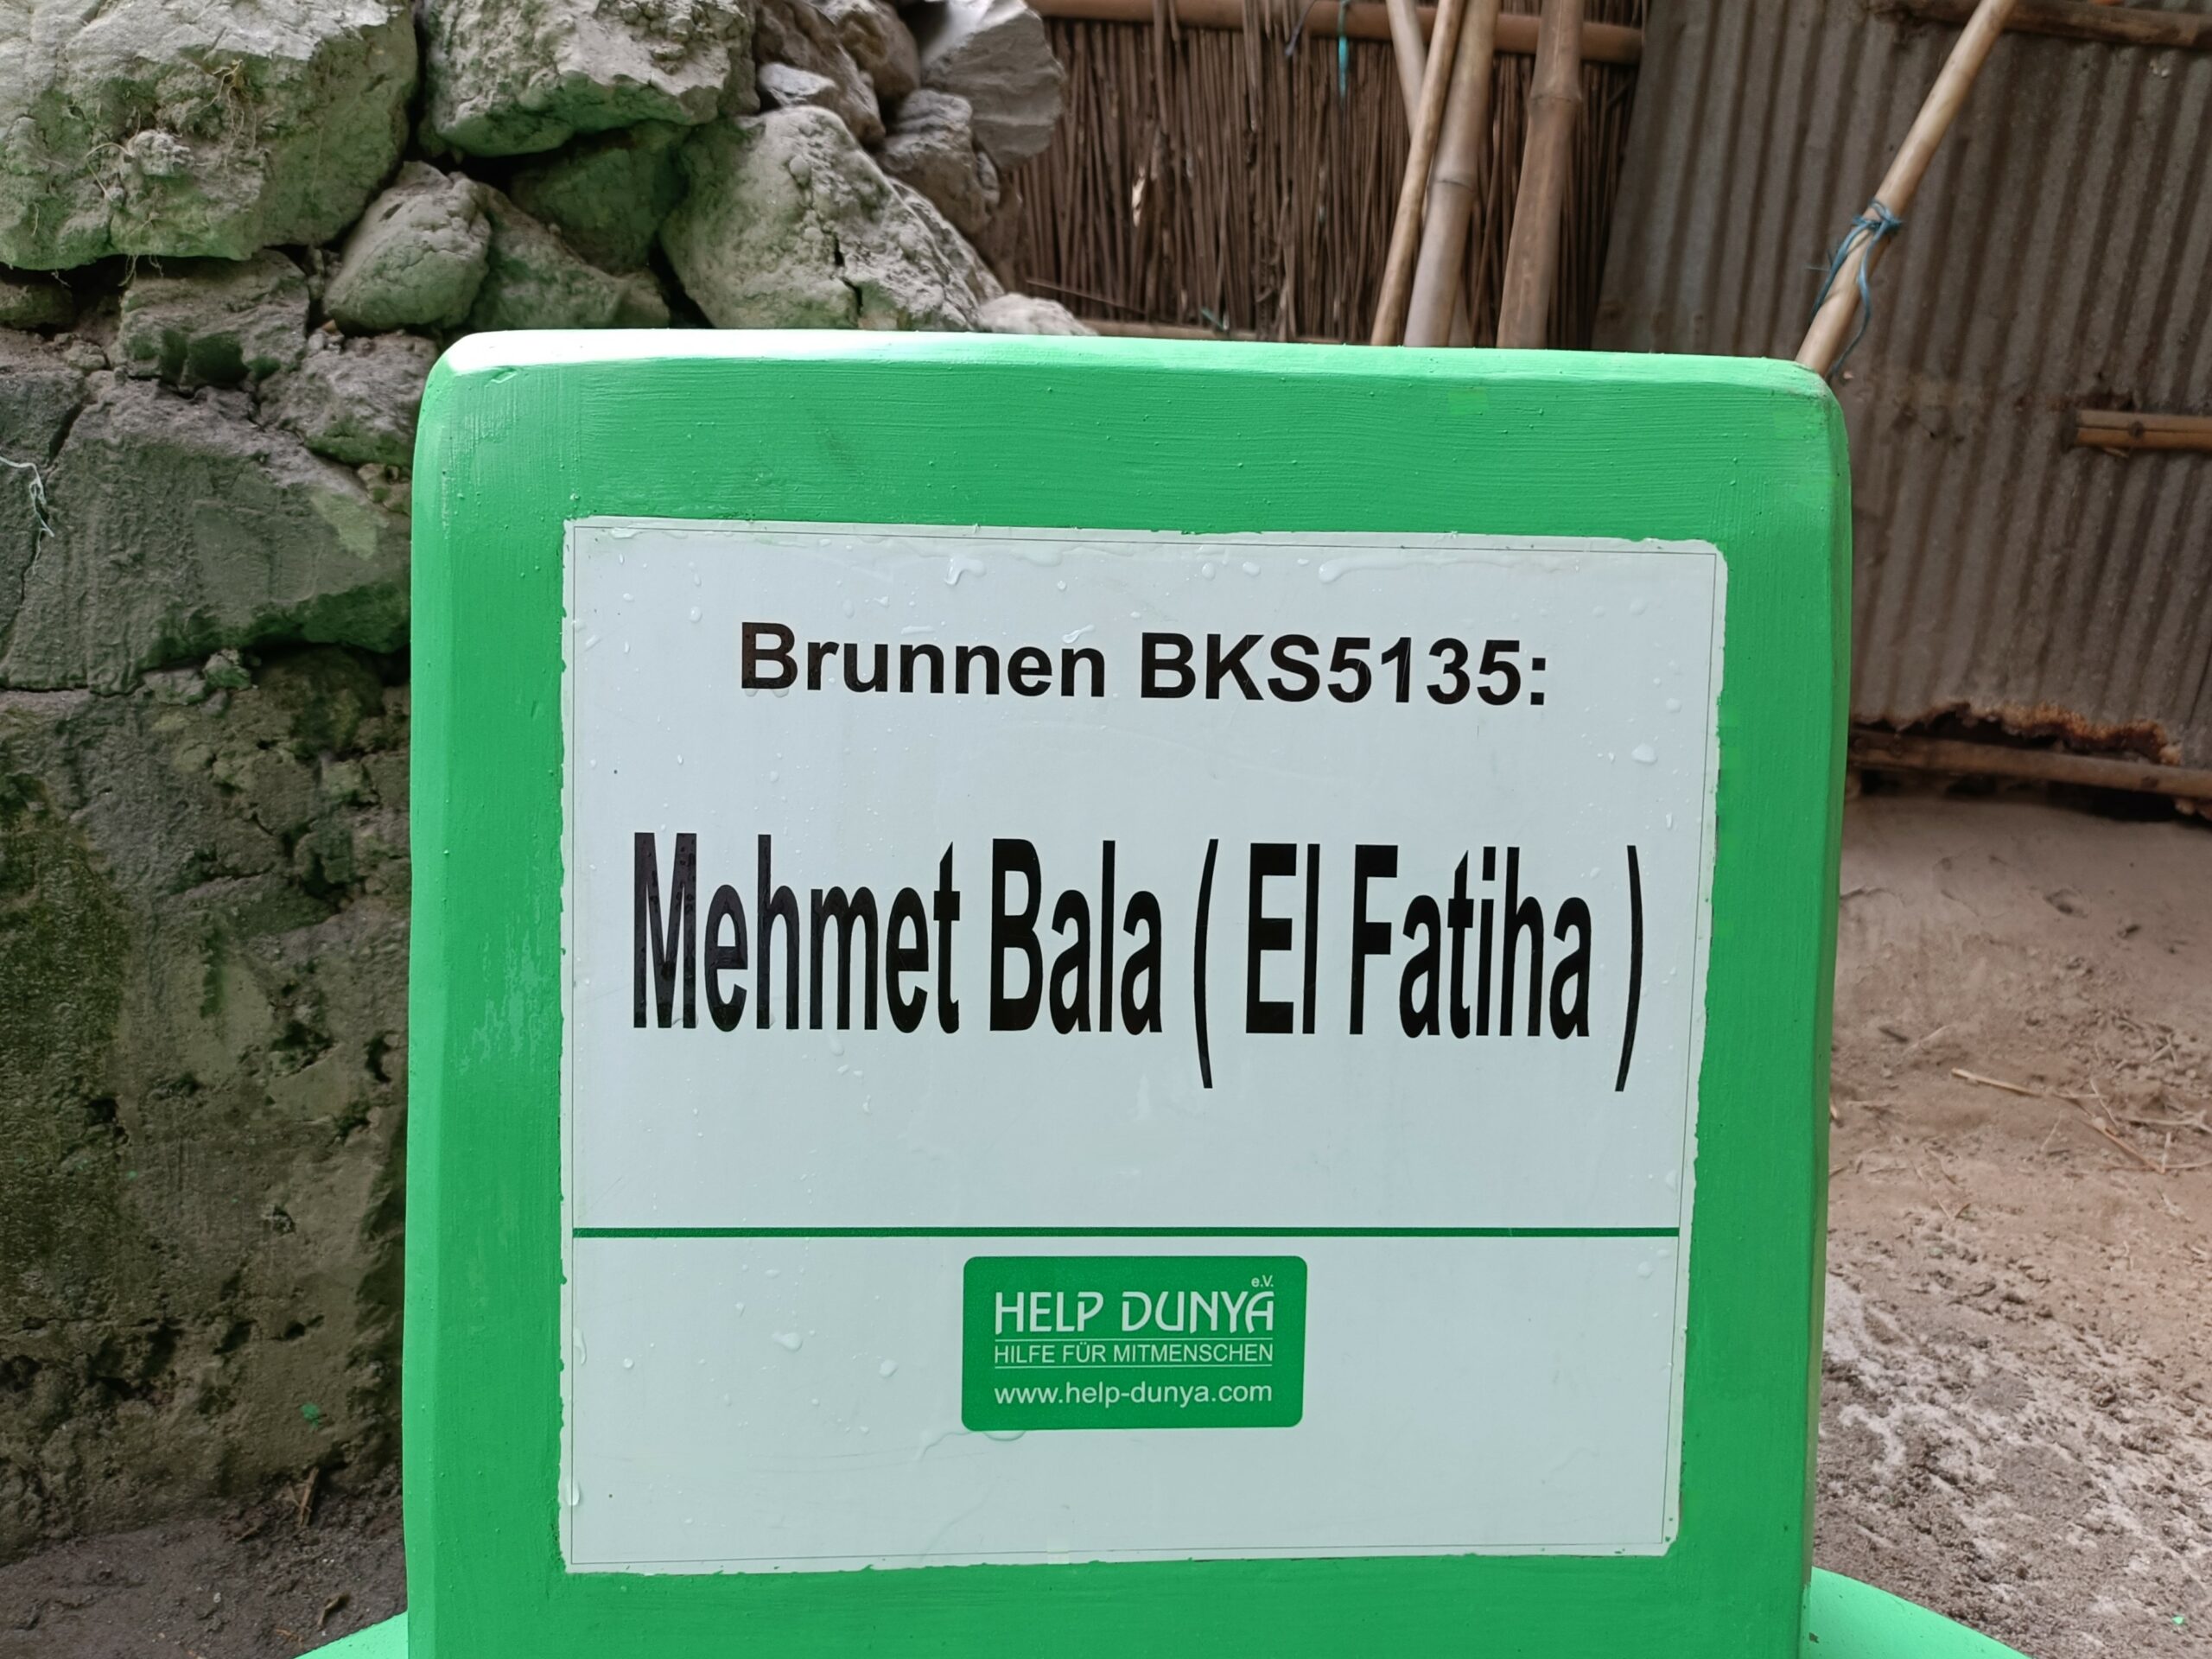 Brunnen BKS5135:
Mehmet Bala ( El Fatiha )
e.V.
HELP DUNYA
HILFE FÜR MITMENSCHEN
www.help-dunya.com